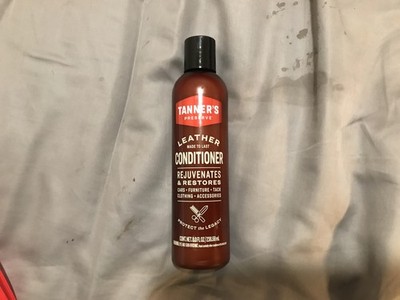 TANNER'S
PRESERVE
LEATHER
MADE TO LAST
CONDITIONER
REJUVENATES
& RESTORES
CARS • FURNITURE • TACK
CLOTHING • ACCESSORIES
PROTECT the LEGACY